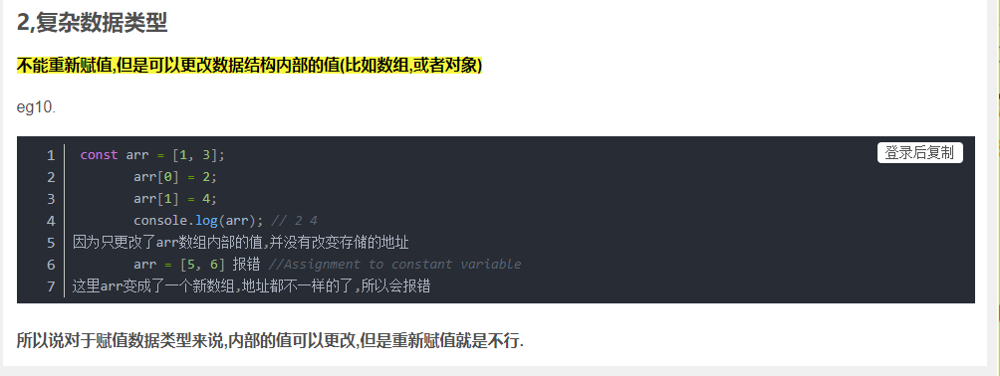 2,复杂数据类型
不能重新赋值,但是可以更改数据结构内部的值(比如数组,或者对象)
eg10.
登录后复制
1 const arr = [1, 3];
2 arr[0] = 2;
3 arr[1] = 4;
4 console.log(arr); // 2 4
5 因为只更改了arr数组内部的值,并没有改变存储的地址
6 arr = [5, 6] 报错 //Assignment to constant variable
7 这里arr变成了一个新数组,地址都不一样的了,所以会报错
所以说对于赋值数据类型来说,内部的值可以更改,但是重新赋值就是不行.